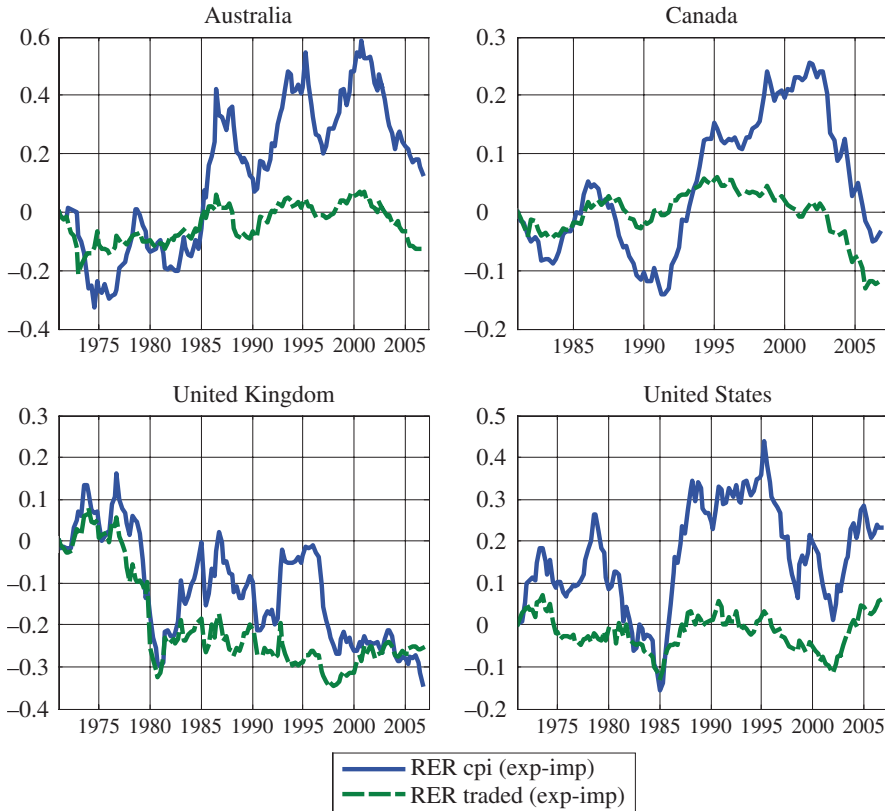 Australia
0.6
0.4
0.2
0
–0.2
–0.4
1975 1980 1985 1990 1995 2000 2005
Canada
0.3
0.2
0.1
0
–0.1
–0.2
1985 1990 1995 2000 2005
United Kingdom
0.3
0.2
0.1
0
–0.1
–0.2
–0.3
–0.4
1975 1980 1985 1990 1995 2000 2005
United States
0.5
0.4
0.3
0.2
0.1
0
–0.1
–0.2
1975 1980 1985 1990 1995 2000 2005
RER cpi (exp-imp)
RER traded (exp-imp)